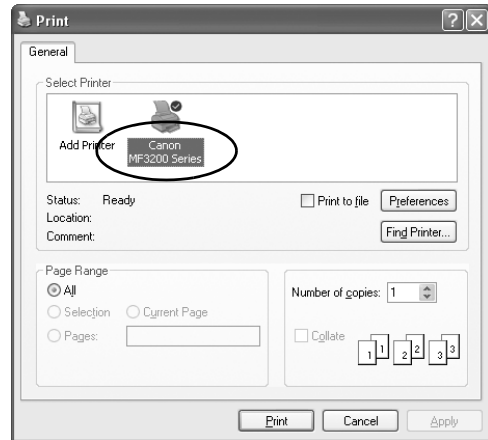 Print
General
Select Printer
Add Printer
Canon
MF3200 Series
Status: Ready
Location:
Comment:
Print to file
Preferences
Find Printer...
Page Range
All
Selection
Current Page
Pages:
Number of copies: 1
Collate
1 1 2 2 3 3
Print Cancel Apply